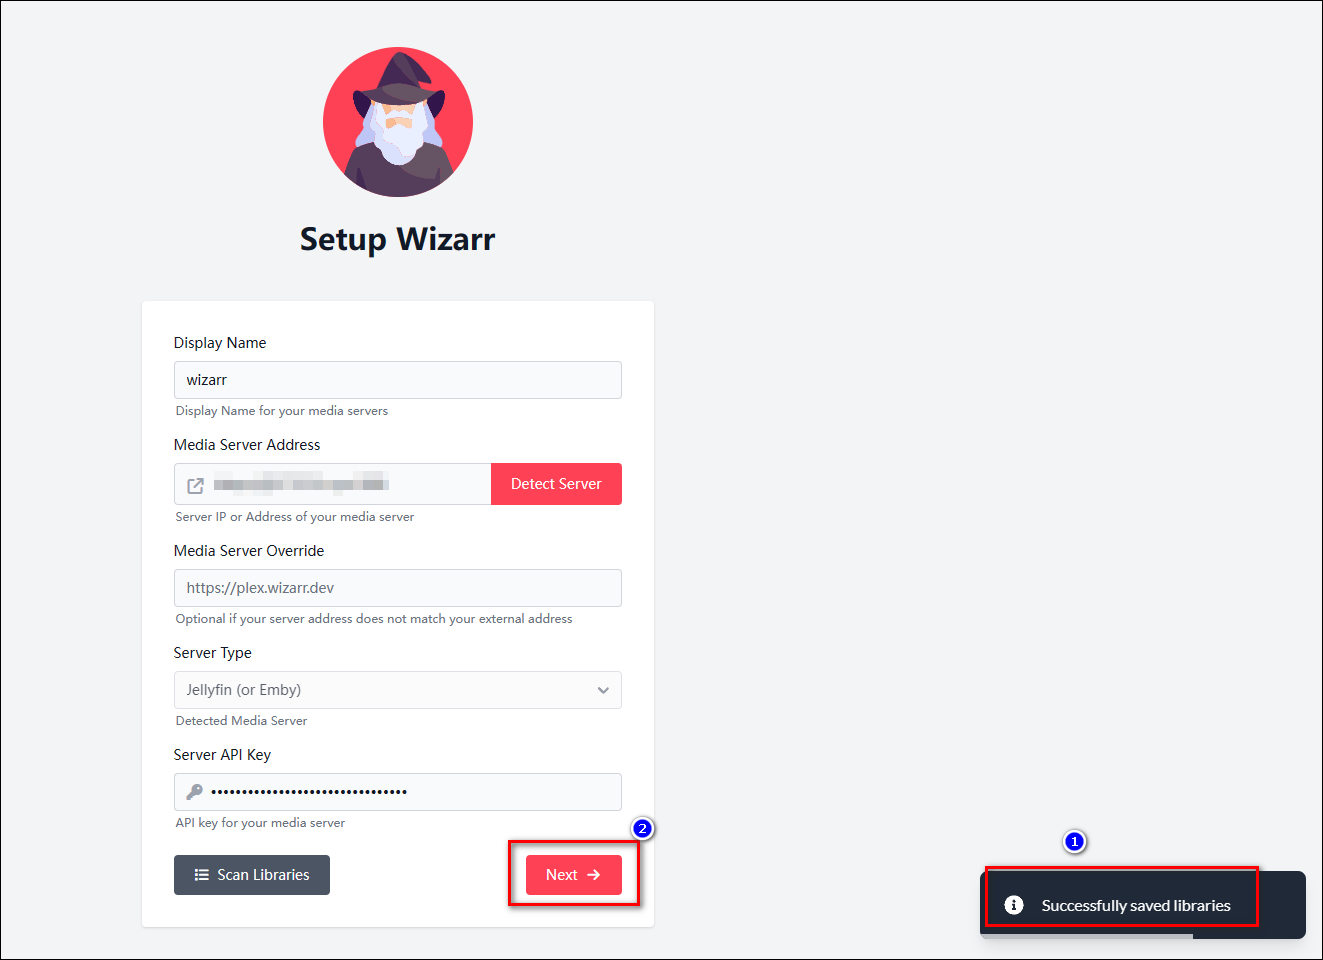 Setup Wizarr
Display Name
wizarr
Display Name for your media servers
Media Server Address
Detect Server
Server IP or Address of your media server
Media Server Override
https://plex.wizarr.dev
Optional if your server address does not match your external address
Server Type
Jellyfin (or Emby)
Detected Media Server
Server API Key
••••••••••••••••••••••••••••••••
API key for your media server
2
Scan Libraries
Next
1
Successfully saved libraries